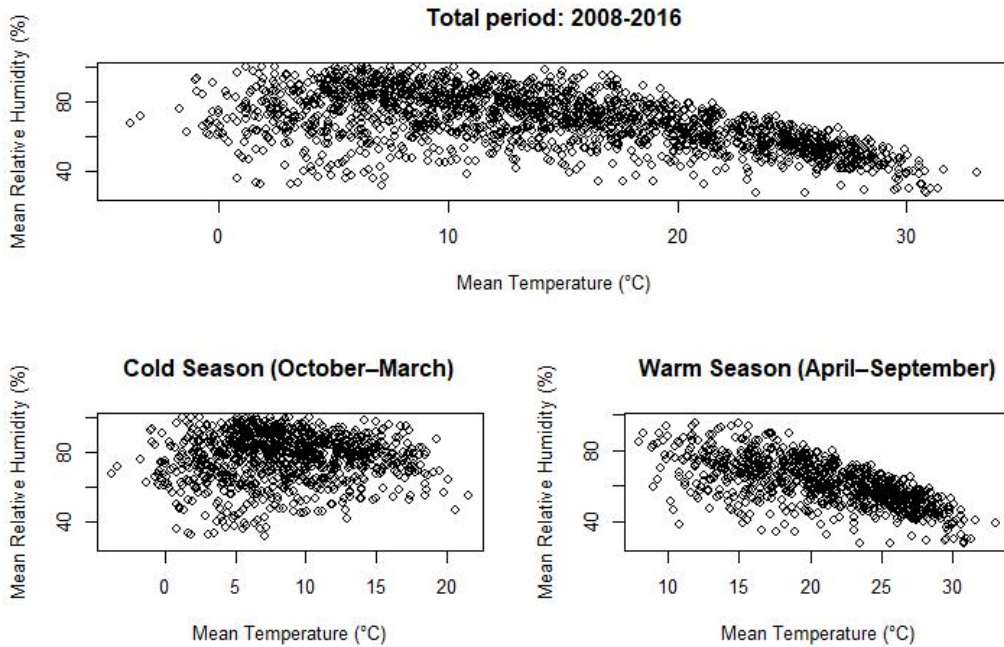 Total period: 2008-2016
Mean Relative Humidity (%)
80
40
0 10 20 30
Mean Temperature (°C)
Cold Season (October–March)
Mean Relative Humidity (%)
80
40
0 5 10 15 20
Mean Temperature (°C)
Warm Season (April–September)
Mean Relative Humidity (%)
80
40
10 15 20 25 30
Mean Temperature (°C)